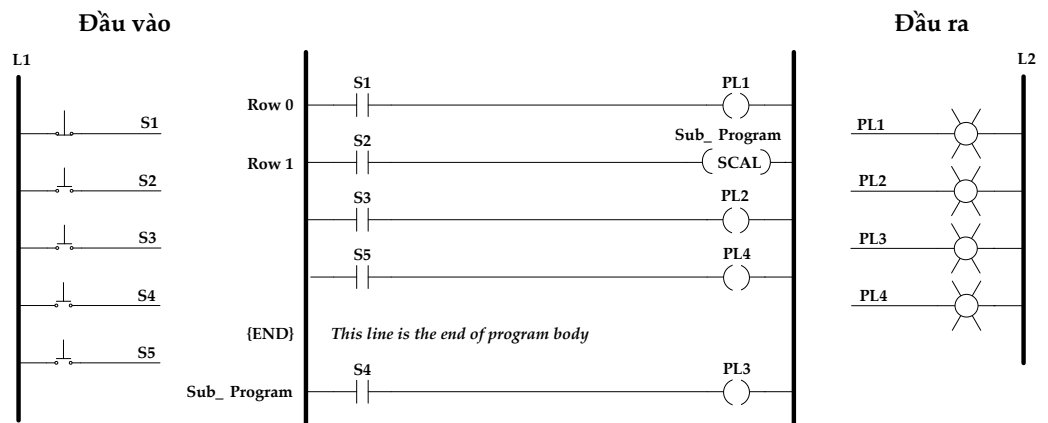 Đầu vào
Đầu ra
L1
L2
S1
S2
S3
S4
S5
Row 0
S1
PL1
Row 1
S2
Sub_ Program
SCAL
S3
PL2
S5
PL4
{END}
This line is the end of program body
Sub_ Program
S4
PL3
PL1
PL2
PL3
PL4